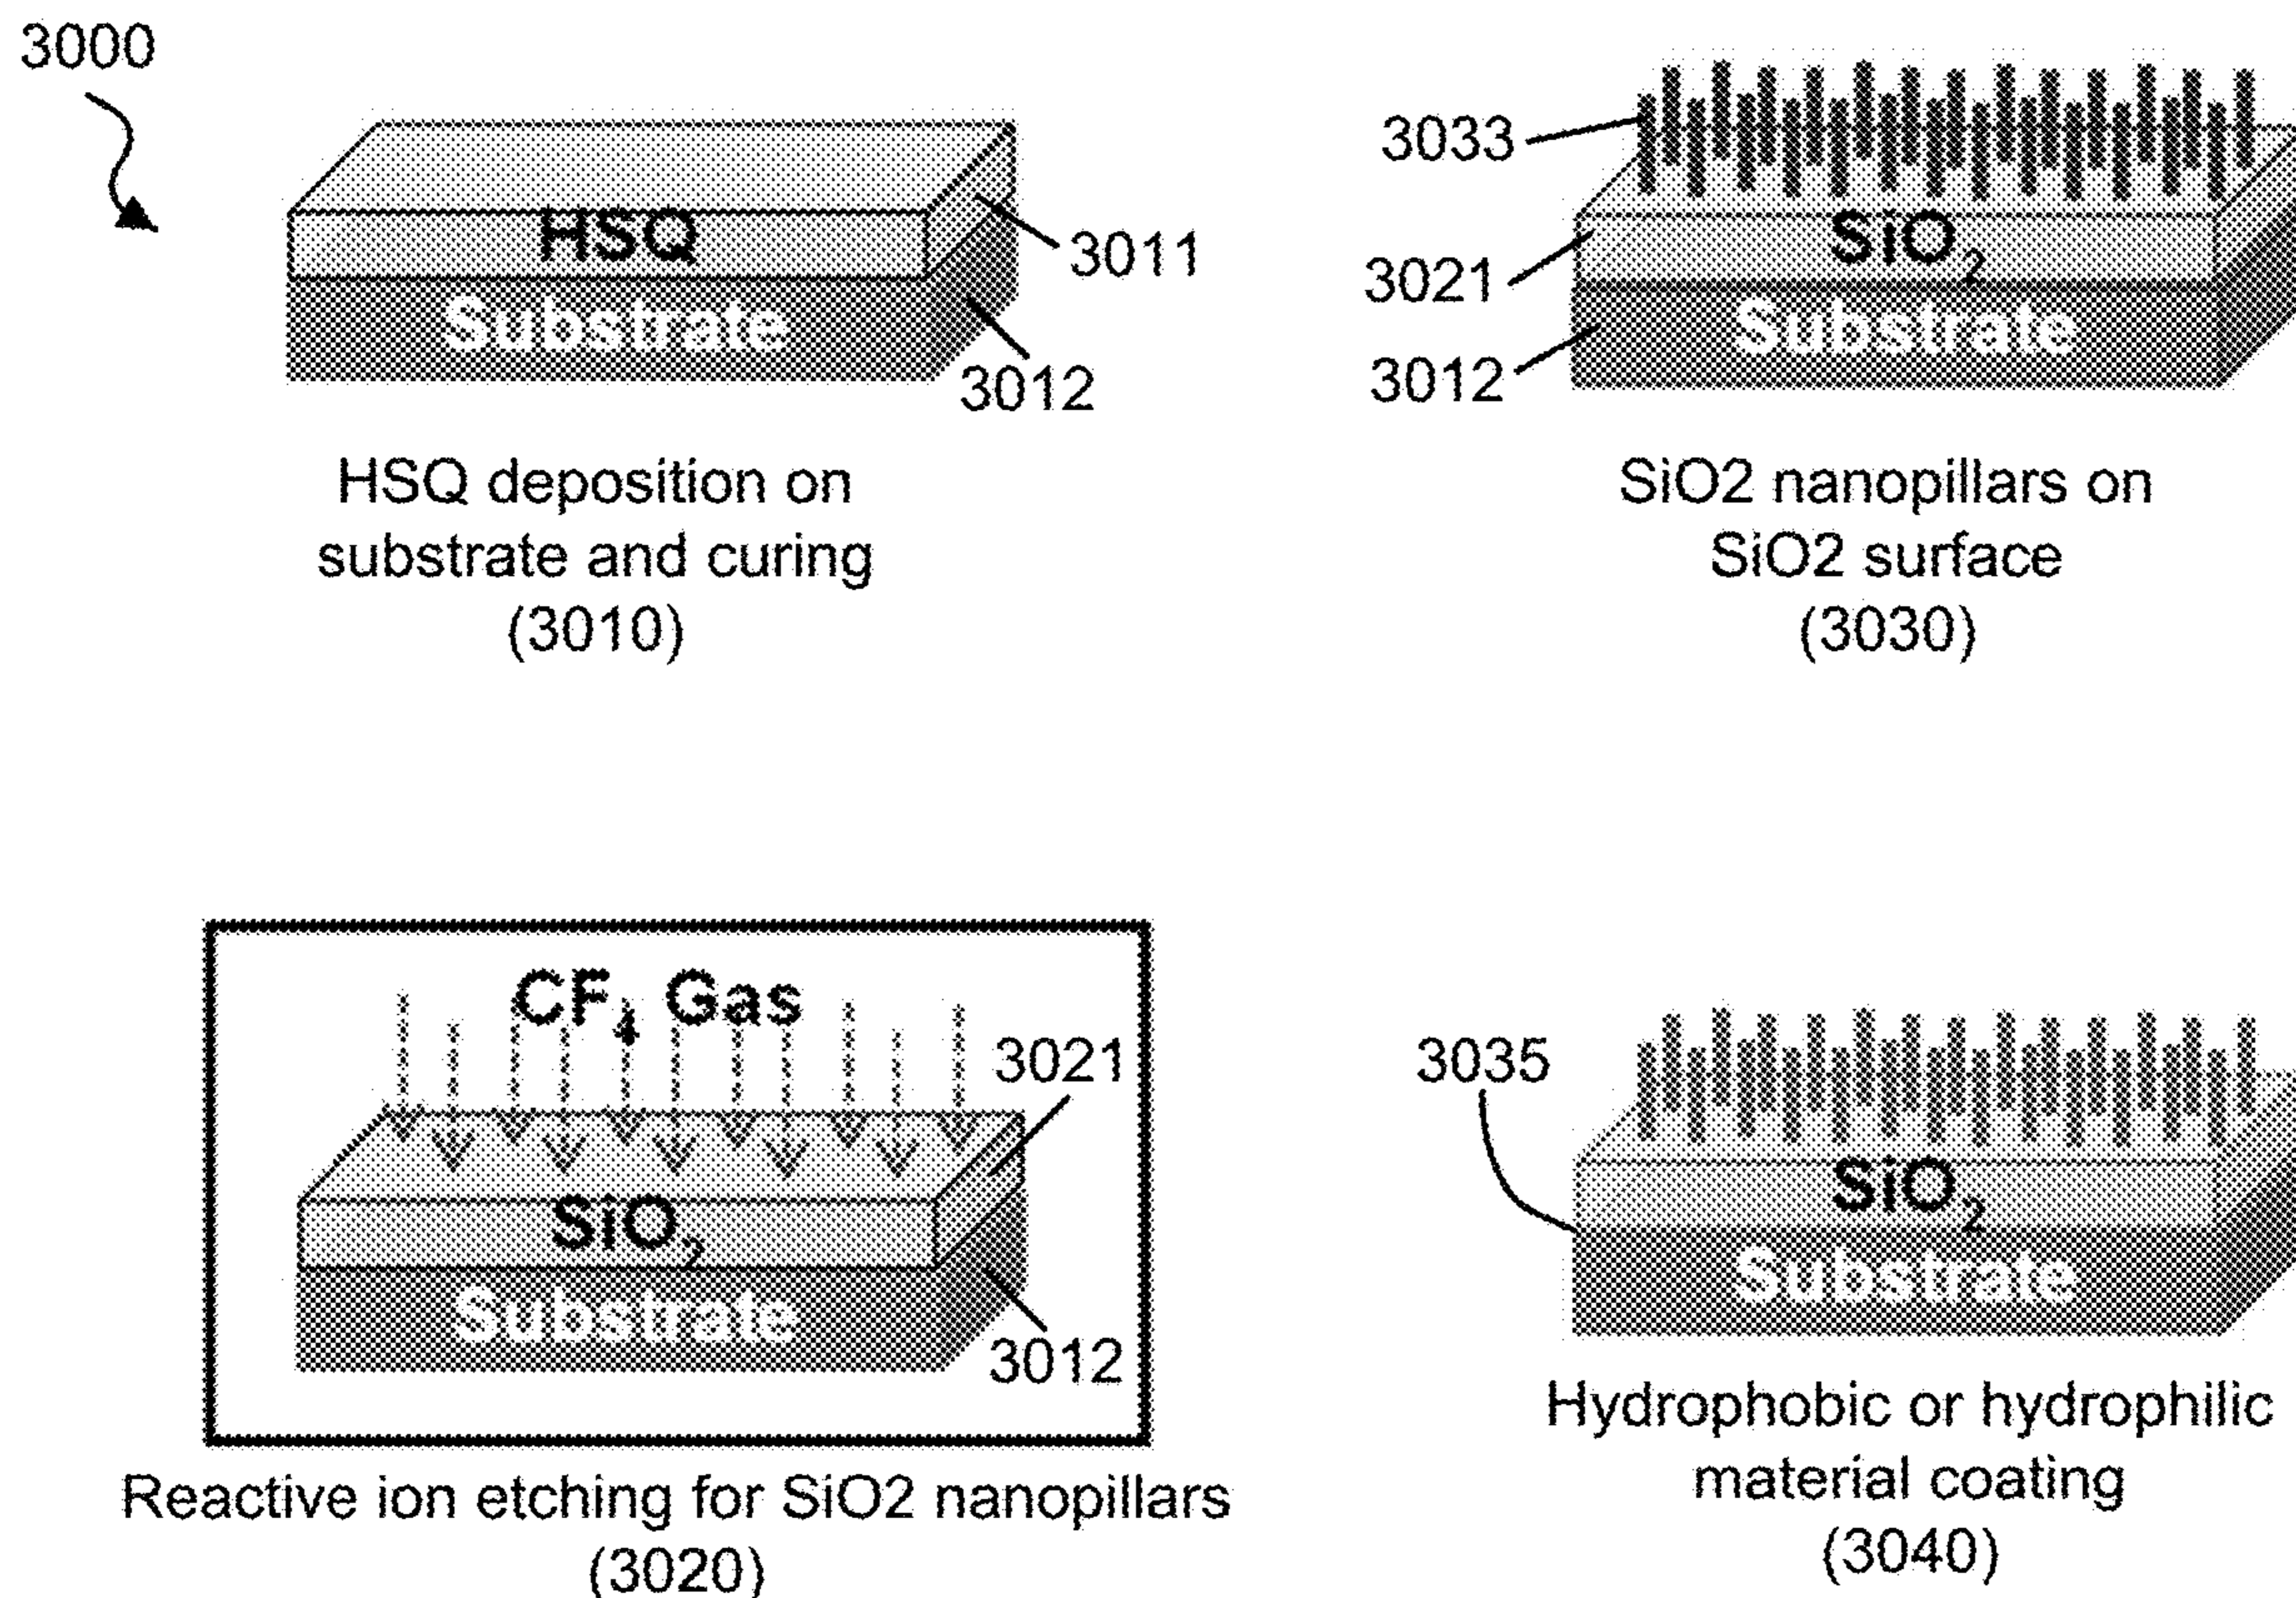 3000
HSQ
3011
Substrate
3012
HSQ deposition on
substrate and curing
(3010)
3033
SiO2
3021
Substrate
3012
SiO2 nanopillars on
SiO2 surface
(3030)
CF4 Gas
3021
SiO2
Substrate
3012
Reactive ion etching for SiO2 nanopillars
(3020)
3035
SiO2
Substrate
Hydrophobic or hydrophilic
material coating
(3040)